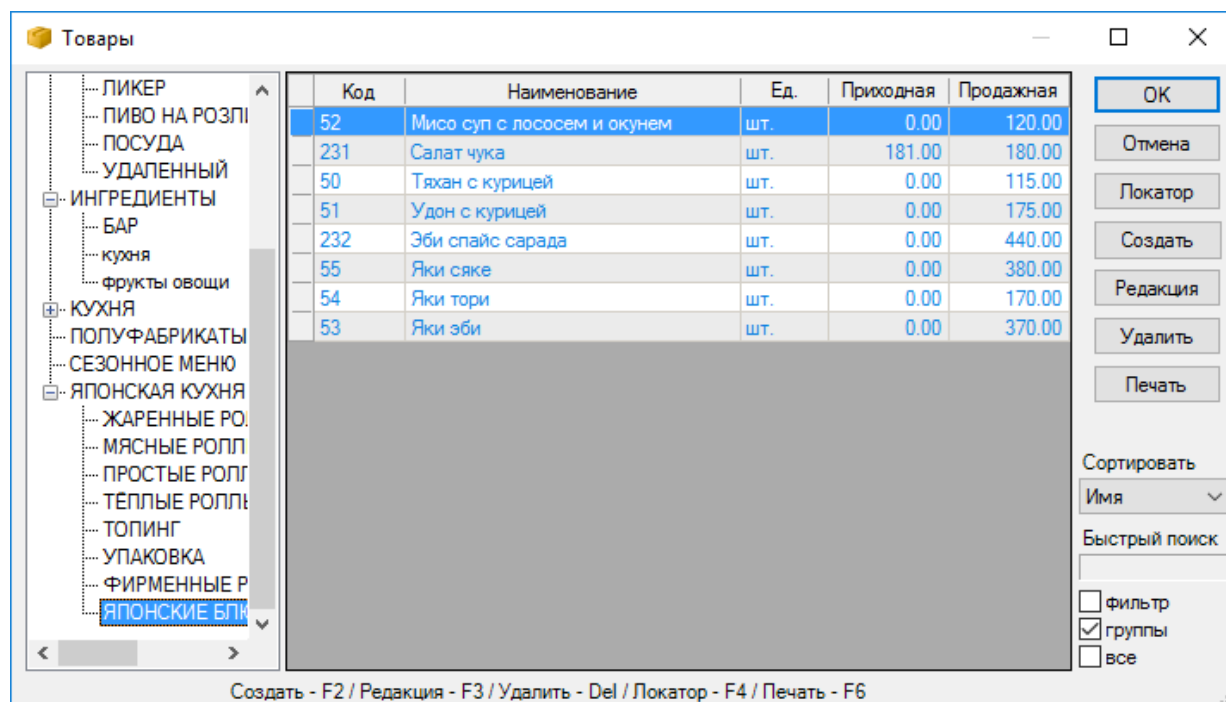 Товары
ЛИКЕР
ПИВО НА РОЗЛИ
ПОСУДА
УДАЛЕННЫЙ
ИНГРЕДИЕНТЫ
БАР
кухня
фрукты овощи
КУХНЯ
ПОЛУФАБРИКАТЫ
СЕЗОННОЕ МЕНЮ
ЯПОНСКАЯ КУХНЯ
ЖАРЕННЫЕ РО
МЯСНЫЕ РОЛЛ
ПРОСТЫЕ РОЛЛ
ТЁПЛЫЕ РОЛЛЫ
ТОПИНГ
УПАКОВКА
ФИРМЕННЫЕ Р
ЯПОНСКИЕ БЛЮ
Код Наименование Ед. Приходная Продажная
52 Мисо суп с лососем и окунем шт. 0.00 120.00
231 Салат чука шт. 181.00 180.00
50 Тяхан с курицей шт. 0.00 115.00
51 Удон с курицей шт. 0.00 175.00
232 Эби спайс сарада шт. 0.00 440.00
55 Яки сяке шт. 0.00 380.00
54 Яки тори шт. 0.00 170.00
53 Яки эби шт. 0.00 370.00
OK
Отмена
Локатор
Создать
Редакция
Удалить
Печать
Сортировать
Имя
Быстрый поиск
фильтр
группы
все
Создать - F2 / Редакция - F3 / Удалить - Del / Локатор - F4 / Печать - F6